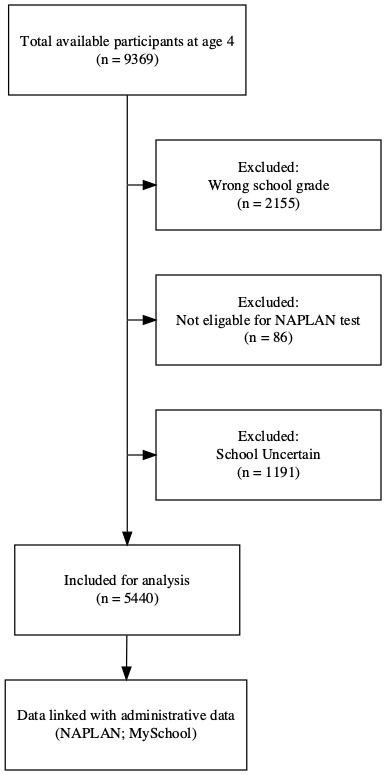 Total available participants at age 4
(n = 9369)
Excluded:
Wrong school grade
(n = 2155)
Excluded:
Not eligable for NAPLAN test
(n = 86)
Excluded:
School Uncertain
(n = 1191)
Included for analysis
(n = 5440)
Data linked with administrative data
(NAPLAN; MySchool)